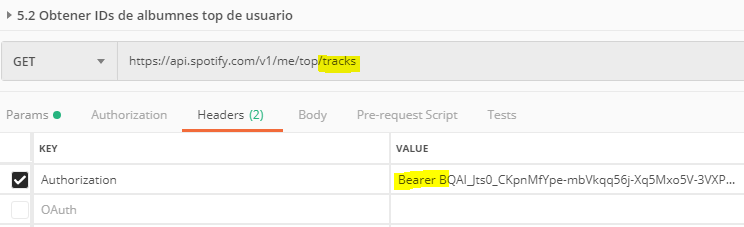 5.2 Obtener IDs de albumnes top de usuario
GET https://api.spotify.com/v1/me/top/tracks
Params Authorization Headers (2) Body Pre-request Script Tests
KEY VALUE
Authorization Bearer BQAI_Jts0_CKpnMfYpe-mbVkqq56j-Xq5Mxo5V-3VXP...
OAuth